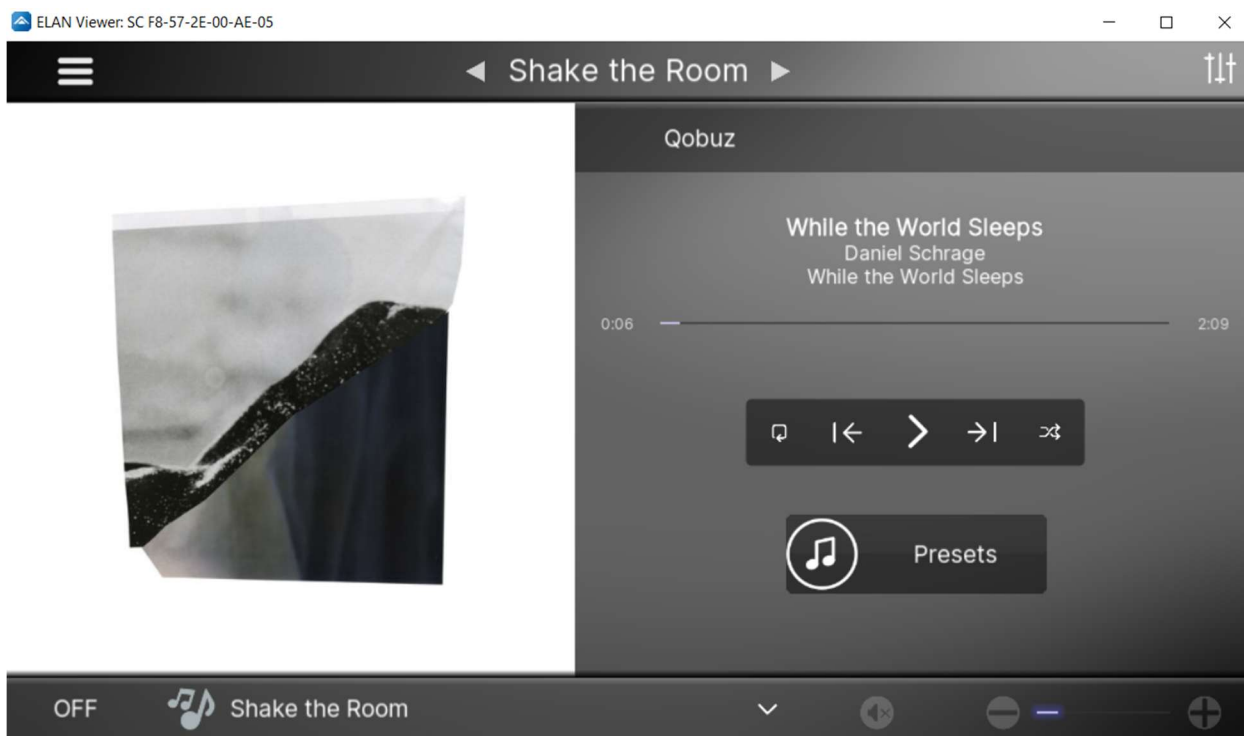 ELAN Viewer: SC F8-57-2E-00-AE-05
Shake the Room
Qobuz
While the World Sleeps
Daniel Schrage
While the World Sleeps
0:06
2:09
Presets
OFF
Shake the Room